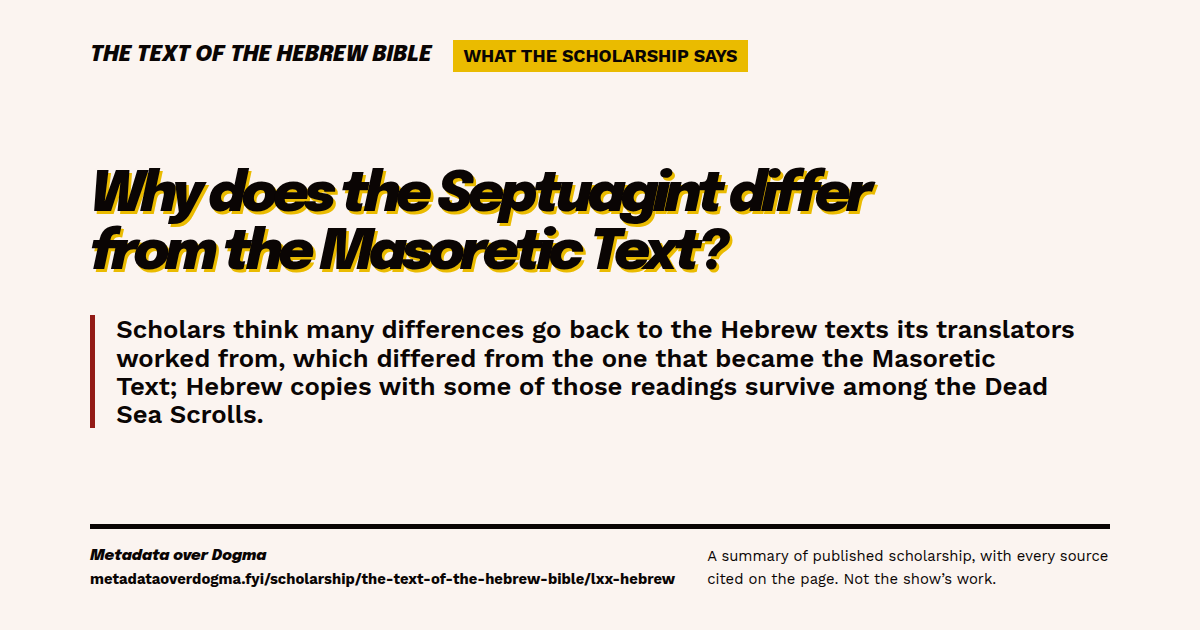 THE TEXT OF THE HEBREW BIBLE
WHAT THE SCHOLARSHIP SAYS
Why does the Septuagint differ
from the Masoretic Text?
Scholars think many differences go back to the Hebrew texts its translators
worked from, which differed from the one that became the Masoretic
Text; Hebrew copies with some of those readings survive among the Dead
Sea Scrolls.
Metadata over Dogma
metadataoverdogma.fyi/scholarship/the-text-of-the-hebrew-bible/lxx-hebrew
A summary of published scholarship, with every source
cited on the page. Not the show’s work.